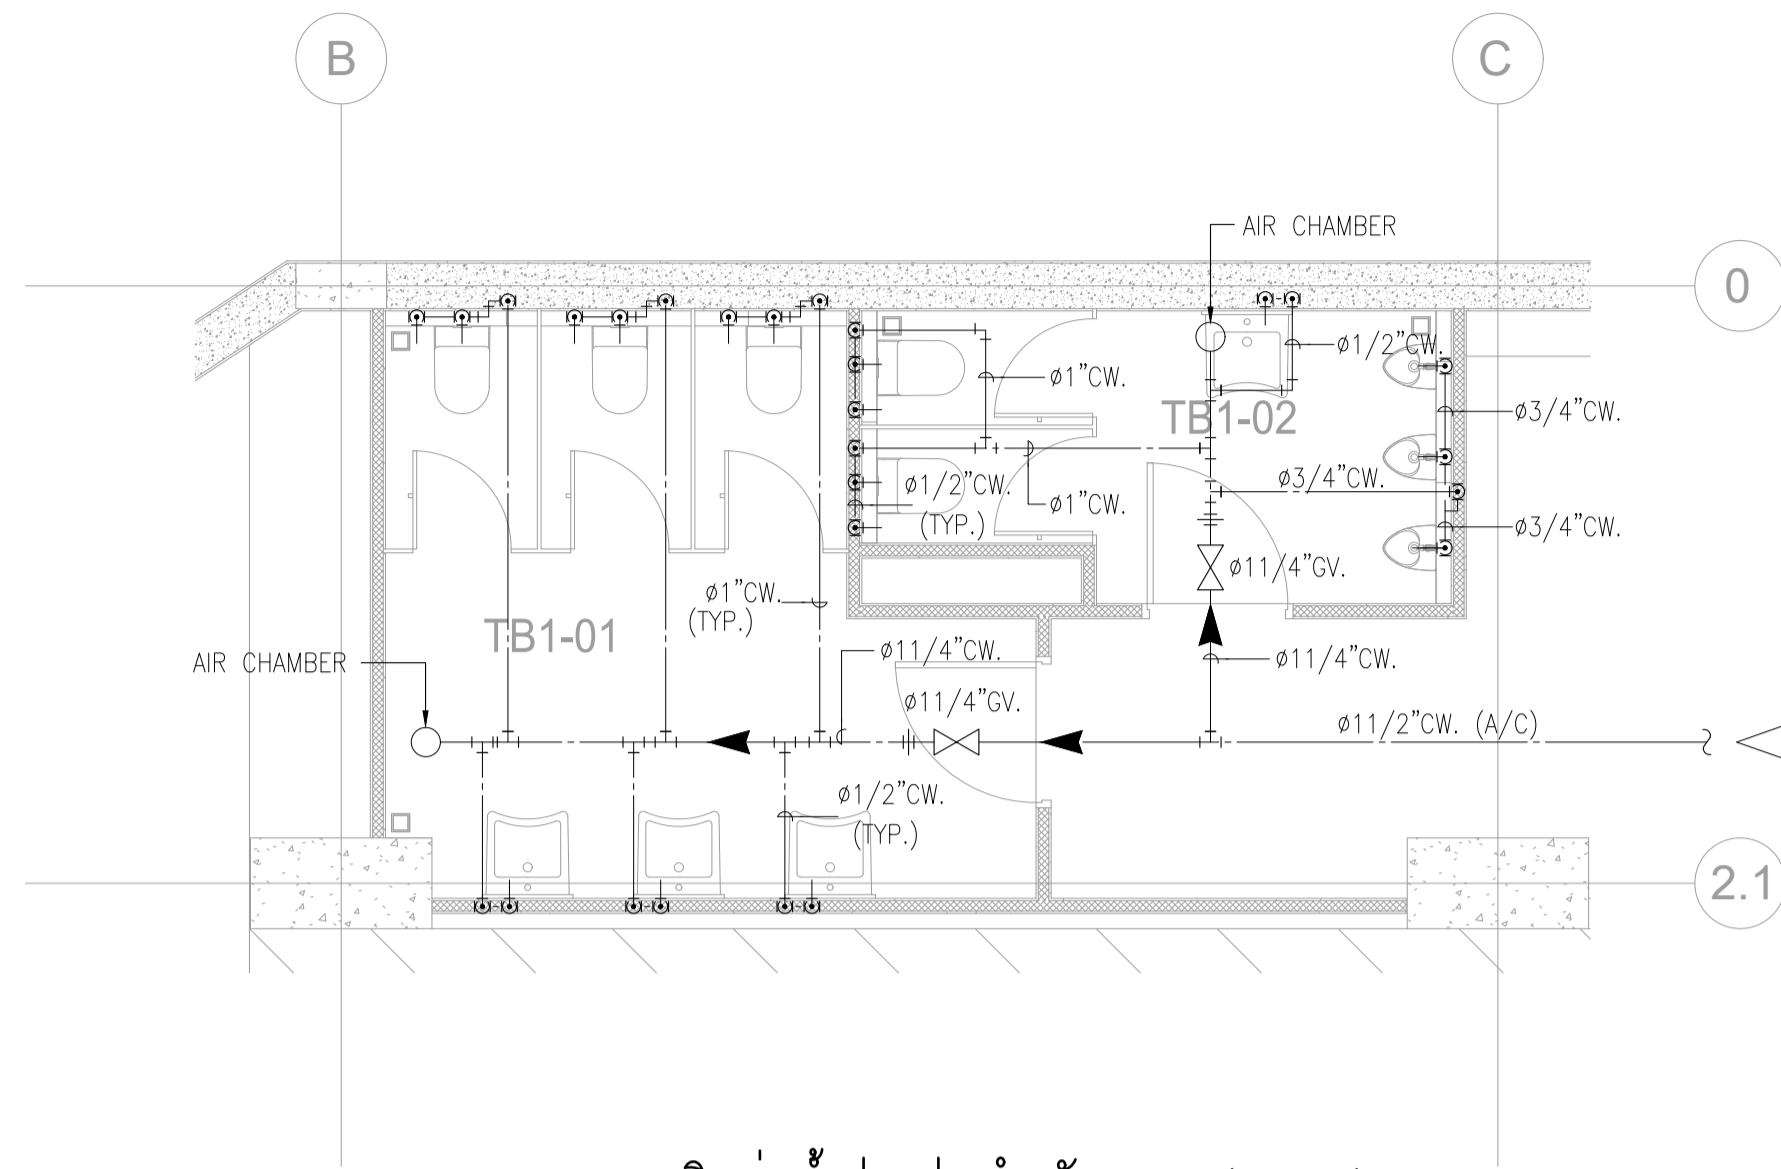 B
C
AIR CHAMBER
0
ø1/2"CW.
ø1"CW.
TB1-02
ø3/4"CW.
ø3/4"CW.
ø1/2"CW.
(TYP.)
ø1"CW.
ø3/4"CW.
ø11/4"GV.
ø1"CW.
(TYP.)
TB1-01
AIR CHAMBER
ø11/4"CW.
ø11/4"CW.
ø11/4"GV.
ø11/2"CW. (A/C)
ø1/2"CW.
(TYP.)
2.1